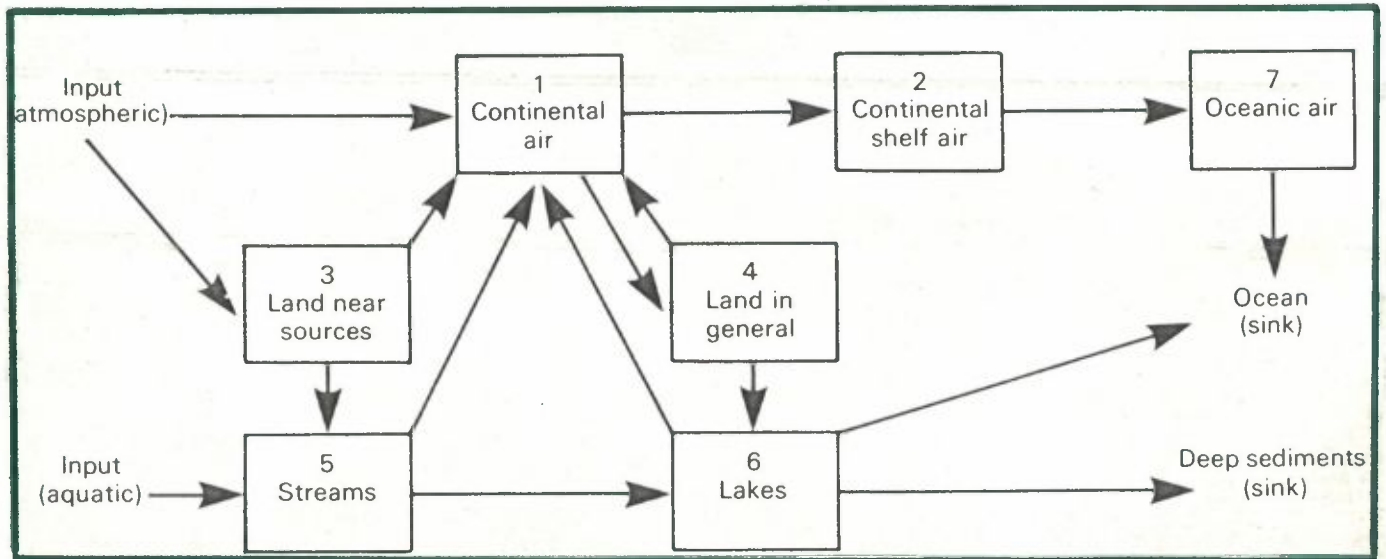 Input
(atmospheric)
1
Continental
air
2
Continental
shelf air
7
Oceanic air
3
Land near
sources
4
Land in
general
Ocean
(sink)
Input
(aquatic)
5
Streams
6
Lakes
Deep sediments
(sink)